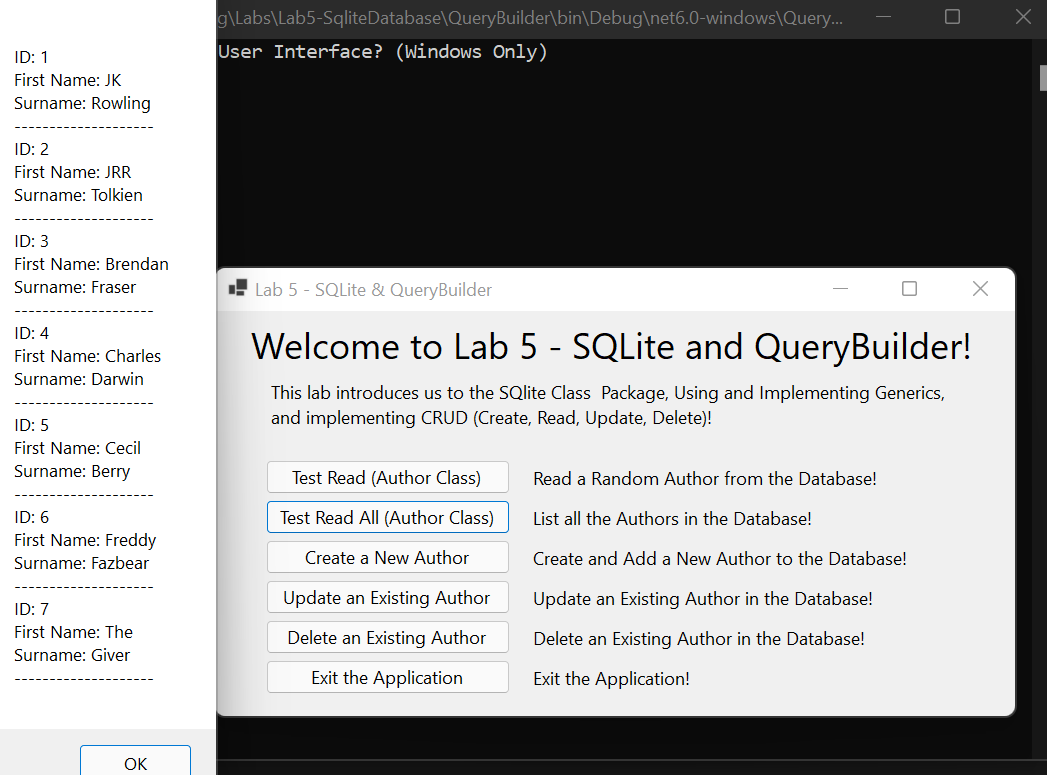 ID: 1
First Name: JK
Surname: Rowling
--------------------
ID: 2
First Name: JRR
Surname: Tolkien
--------------------
ID: 3
First Name: Brendan
Surname: Fraser
--------------------
ID: 4
First Name: Charles
Surname: Darwin
--------------------
ID: 5
First Name: Cecil
Surname: Berry
--------------------
ID: 6
First Name: Freddy
Surname: Fazbear
--------------------
ID: 7
First Name: The
Surname: Giver
--------------------
OK
g\Labs\Lab5-SqliteDatabase\QueryBuilder\bin\Debug\net6.0-windows\Query...
User Interface? (Windows Only)
Lab 5 - SQLite & QueryBuilder
Welcome to Lab 5 - SQLite and QueryBuilder!
This lab introduces us to the SQlite Class  Package, Using and Implementing Generics,
and implementing CRUD (Create, Read, Update, Delete)!
Test Read (Author Class) Read a Random Author from the Database!
Test Read All (Author Class) List all the Authors in the Database!
Create a New Author Create and Add a New Author to the Database!
Update an Existing Author Update an Existing Author in the Database!
Delete an Existing Author Delete an Existing Author in the Database!
Exit the Application Exit the Application!